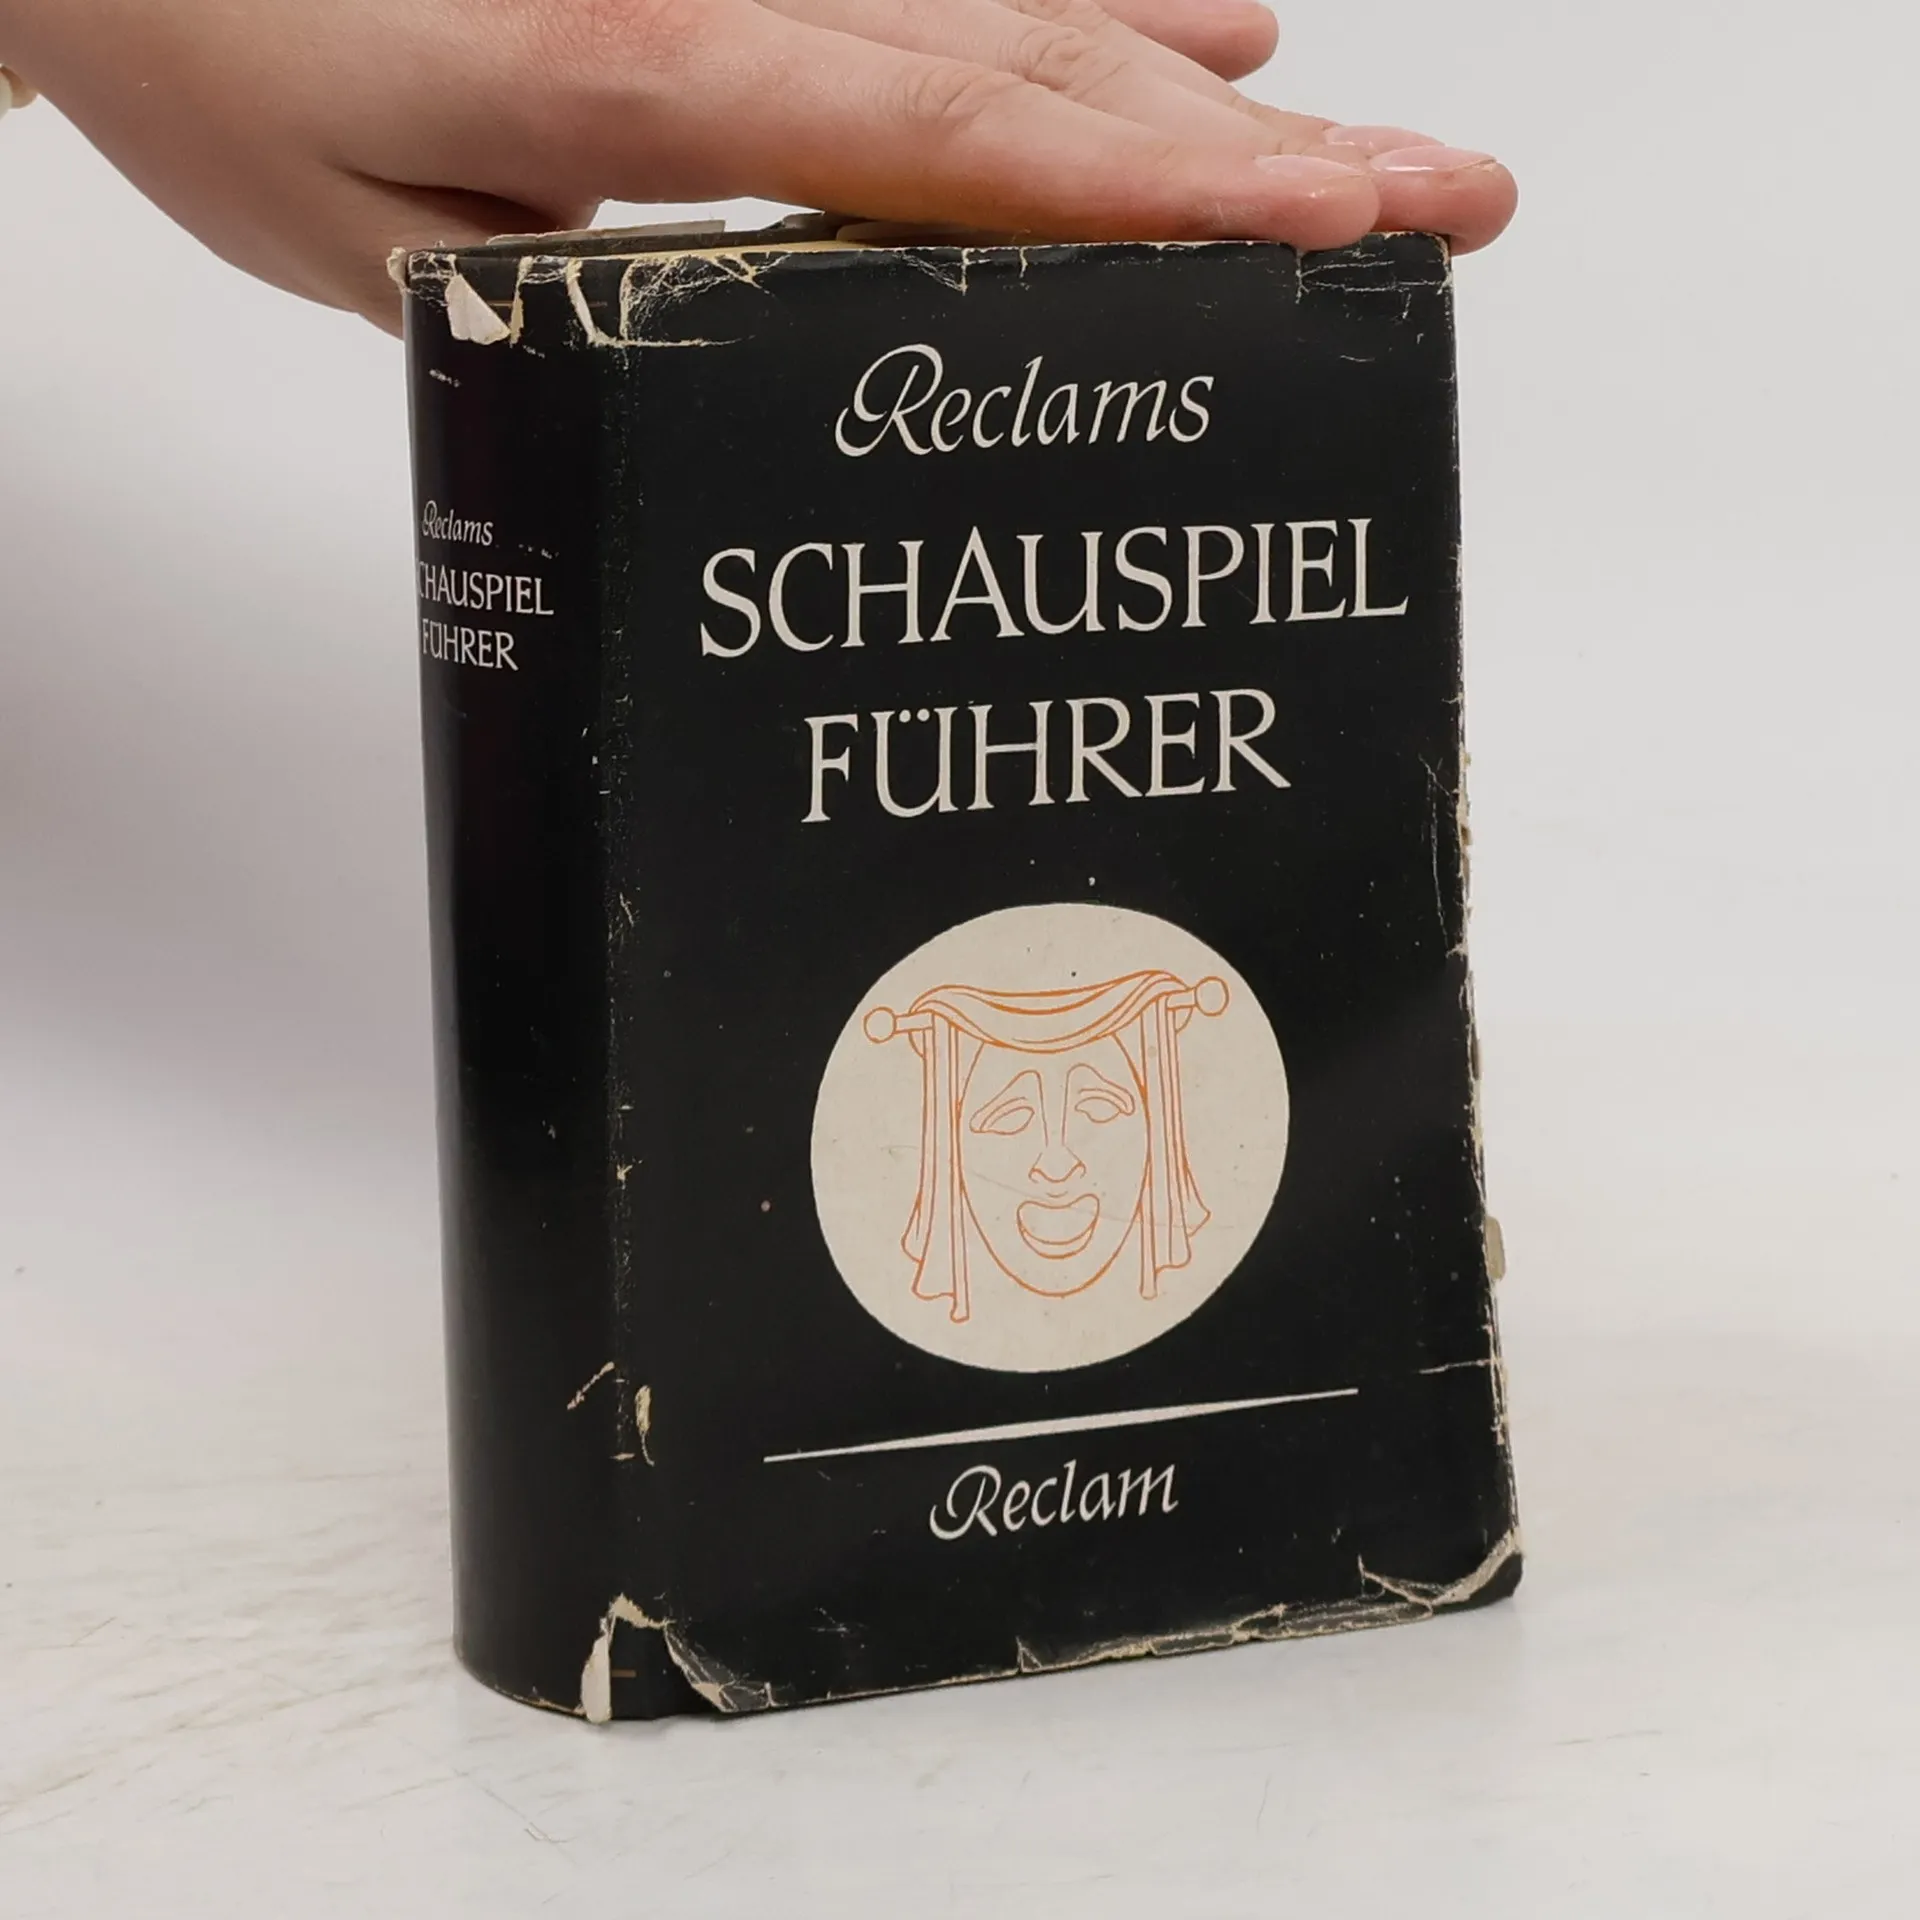 Reclams
SCHAUSPIEL
FÜHRER
Reclam
Reclams
SCHAUSPIEL
FÜHRER